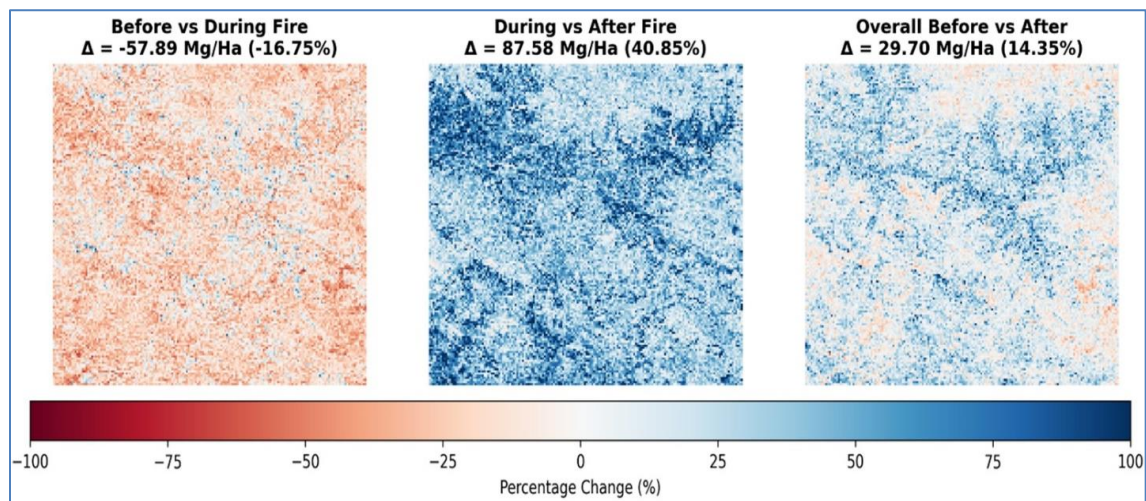 Before vs During Fire
Δ = -57.89 Mg/Ha (-16.75%)
During vs After Fire
Δ = 87.58 Mg/Ha (40.85%)
Overall Before vs After
Δ = 29.70 Mg/Ha (14.35%)
−100 −75 −50 −25 0 25 50 75 100
Percentage Change (%)